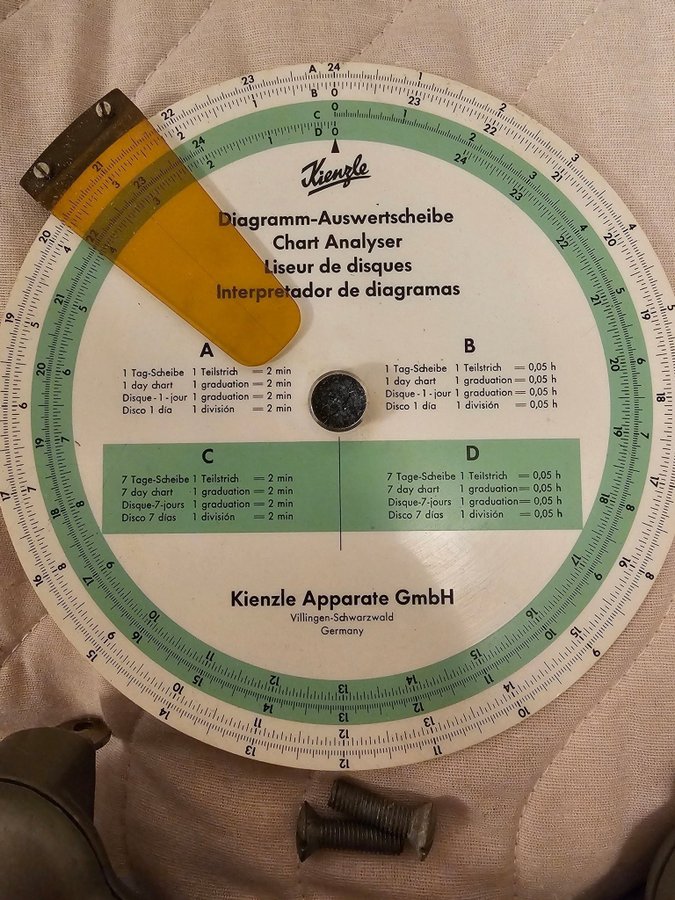 A 24
B 0
C 0
D 0
Kienzle
Diagramm-Auswertscheibe
Chart Analyser
Liseur de disques
Interpretador de diagramas
A
1 Tag-Scheibe 1 Teilstrich = 2 min
1 day chart 1 graduation = 2 min
Disque - 1 - jour 1 graduation = 2 min
Disco 1 día 1 división = 2 min
B
1 Tag-Scheibe 1 Teilstrich = 0,05 h
1 day chart 1 graduation = 0,05 h
Disque - 1 - jour 1 graduation = 0,05 h
Disco 1 día 1 división = 0,05 h
C
7 Tage-Scheibe 1 Teilstrich = 2 min
7 day chart 1 graduation = 2 min
Disque-7-jours 1 graduation = 2 min
Disco 7 días 1 división = 2 min
D
7 Tage-Scheibe 1 Teilstrich = 0,05 h
7 day chart 1 graduation = 0,05 h
Disque-7-jours 1 graduation = 0,05 h
Disco 7 días 1 división = 0,05 h
Kienzle Apparate GmbH
Villingen-Schwarzwald
Germany